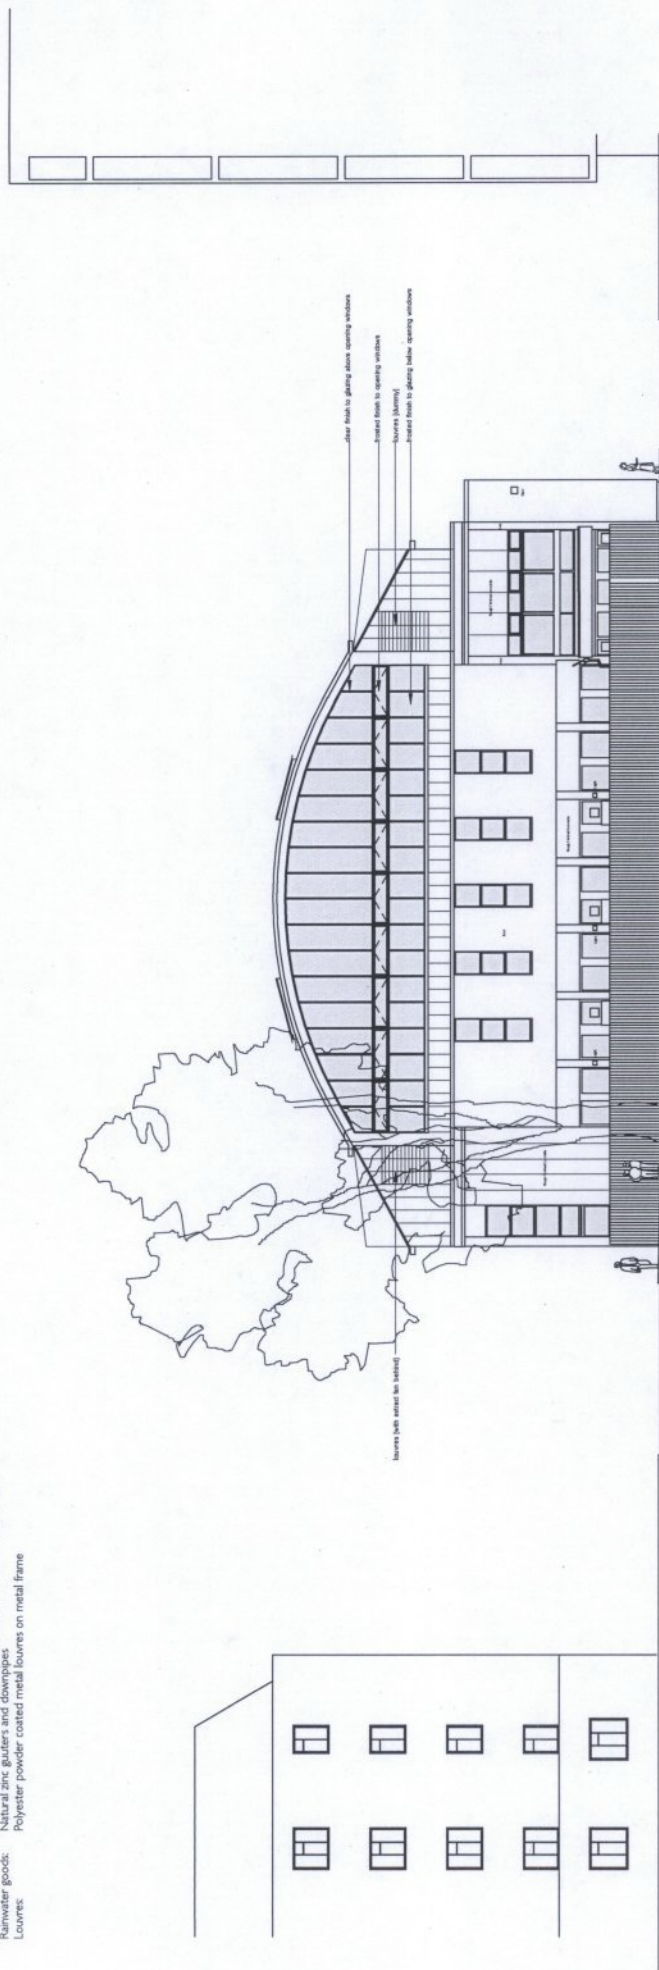 Rainwater goods: Natural zinc guuters and downpipes
Louvres: Polyester powder coated metal louvres on metal frame
clear finish to glazing above opening windows
frosted finish to opening windows
louvres [dummy]
frosted finish to glazing below opening windows
louvres [with extract fan behind]